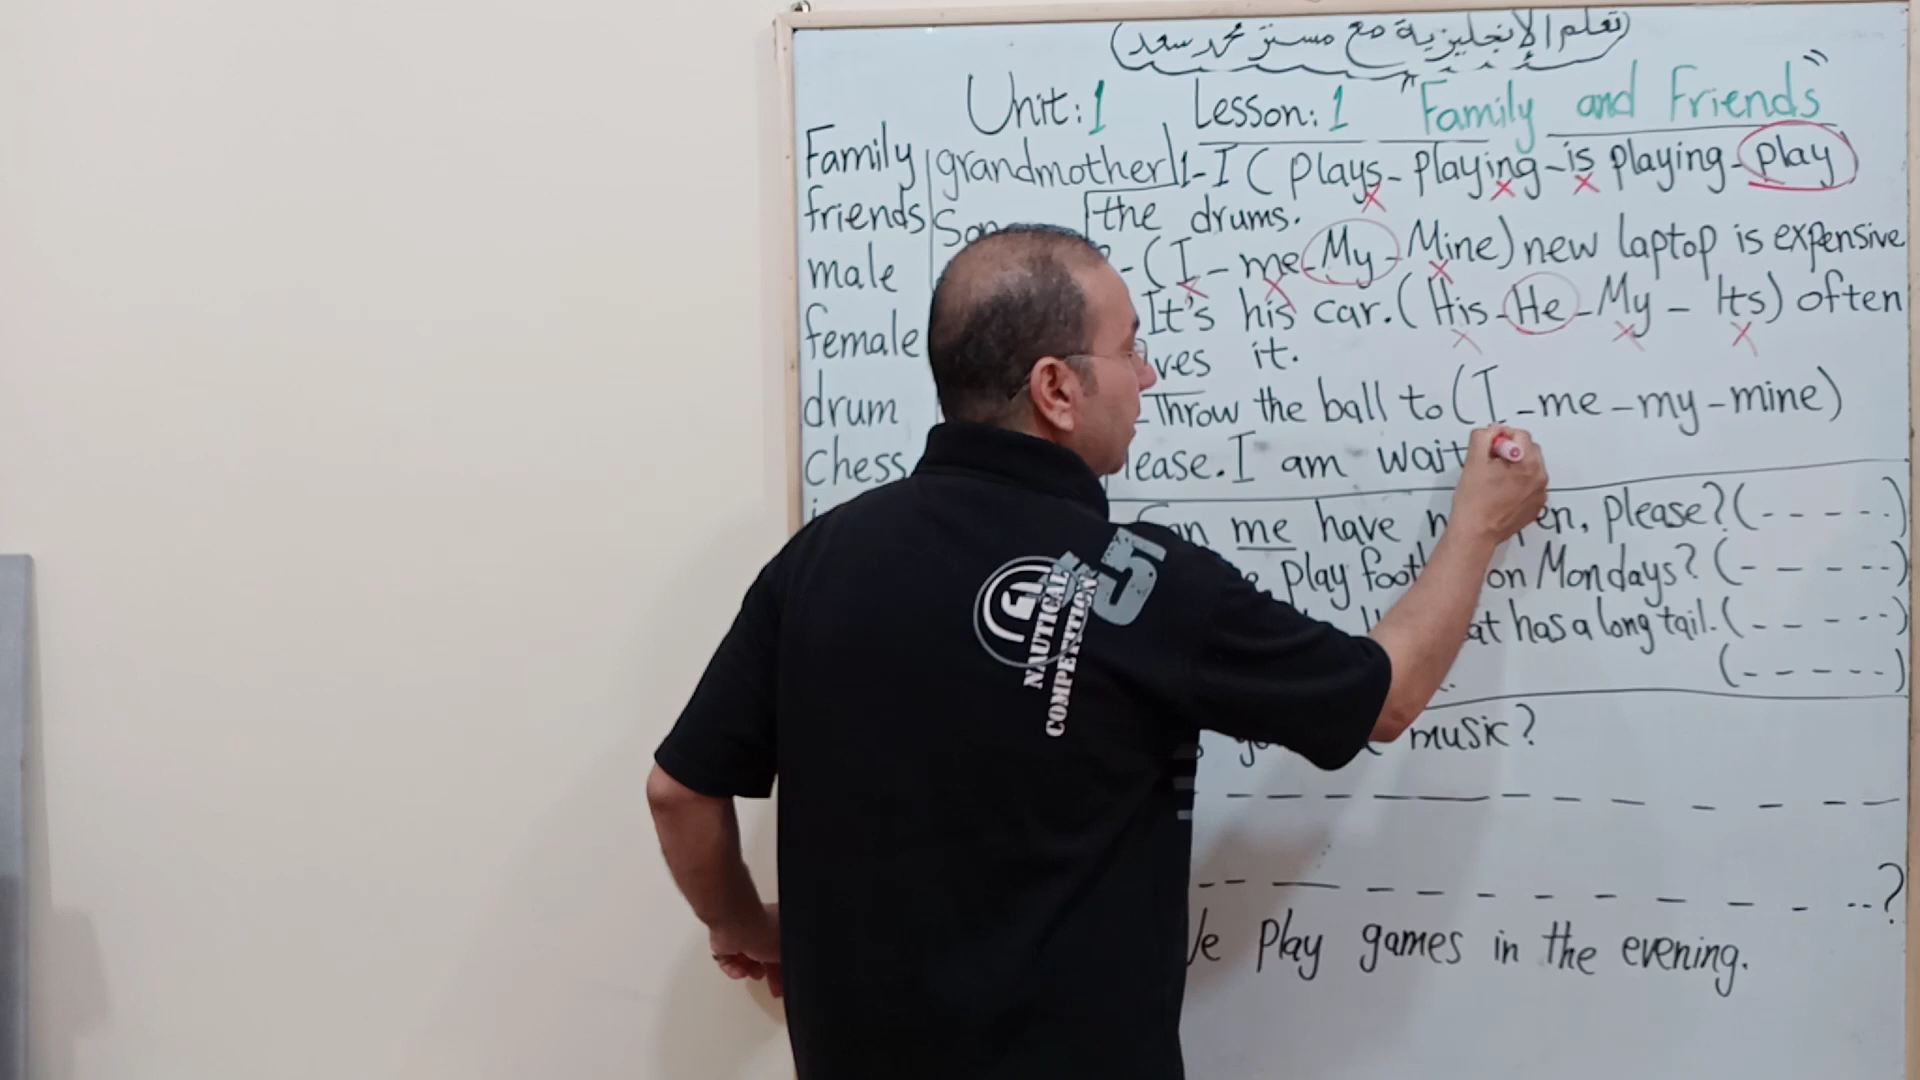 (تعلم الإنجليزية مع مستر محمد سعد)
Unit: 1 Lesson: 1 "Family and Friends"
Family
friends
male
female
drum
chess
grandmother
Son
1- I ( plays - playing - is playing - play
the drums.
- (I - me - My - Mine) new laptop is expensive
It's his car. (His - He - My - Its) often
it.
Throw the ball to (I - me - my - mine)
I am
me have please? (- - - - -)
play on Mondays? (- - - - -)
has a long tail. (- - - - -)
(- - - - -)
music?
?
play games in the evening.
NAUTICAL
COMPETITION
5